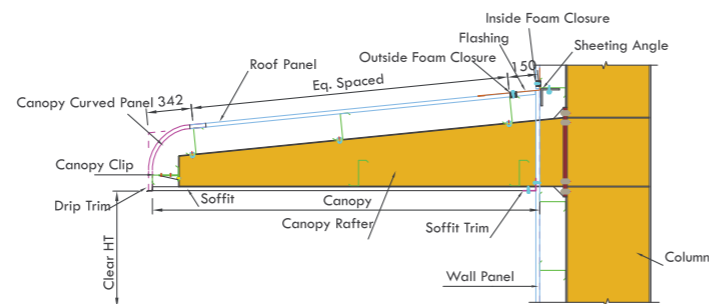 Inside Foam Closure
Flashing
Sheeting Angle
Outside Foam Closure
150
Roof Panel
Eq. Spaced
Canopy Curved Panel
342
Canopy Clip
Drip Trim
Soffit
Canopy
Canopy Rafter
Soffit Trim
Clear HT
Wall Panel
Column